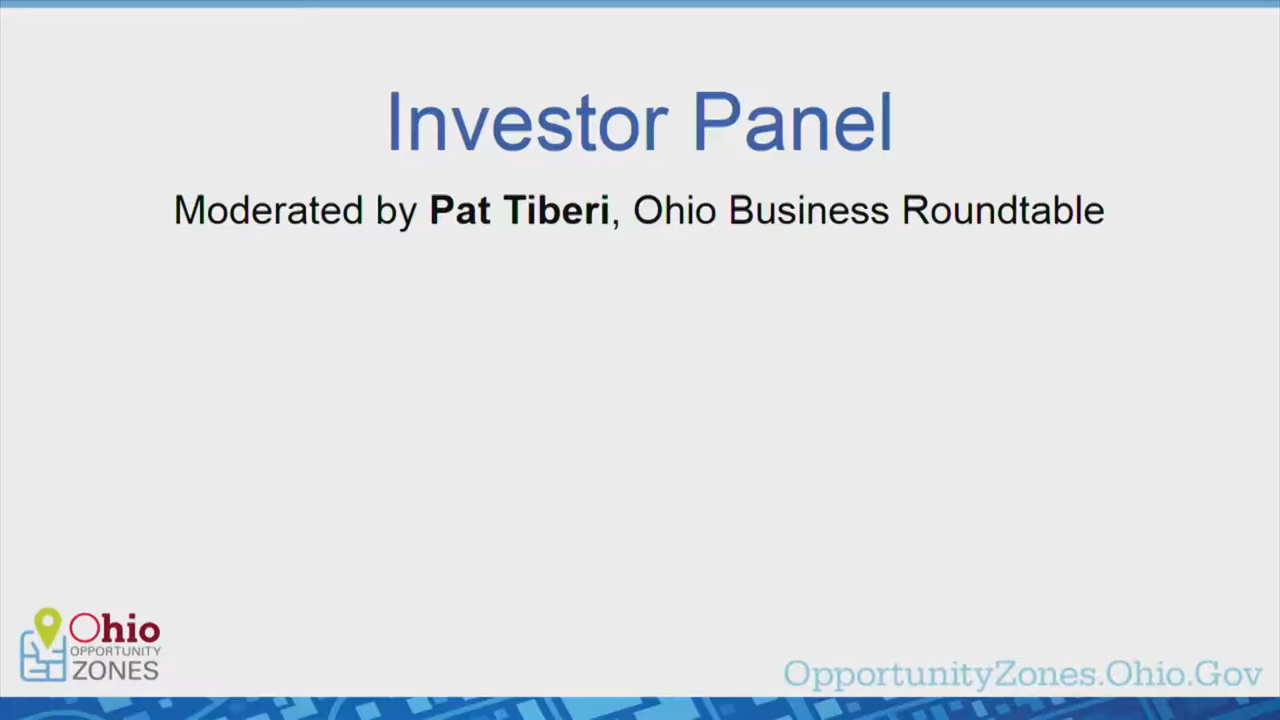 Investor Panel
Moderated by Pat Tiberi, Ohio Business Roundtable
Ohio
OPPORTUNITY
ZONES
OpportunityZones.Ohio.Gov